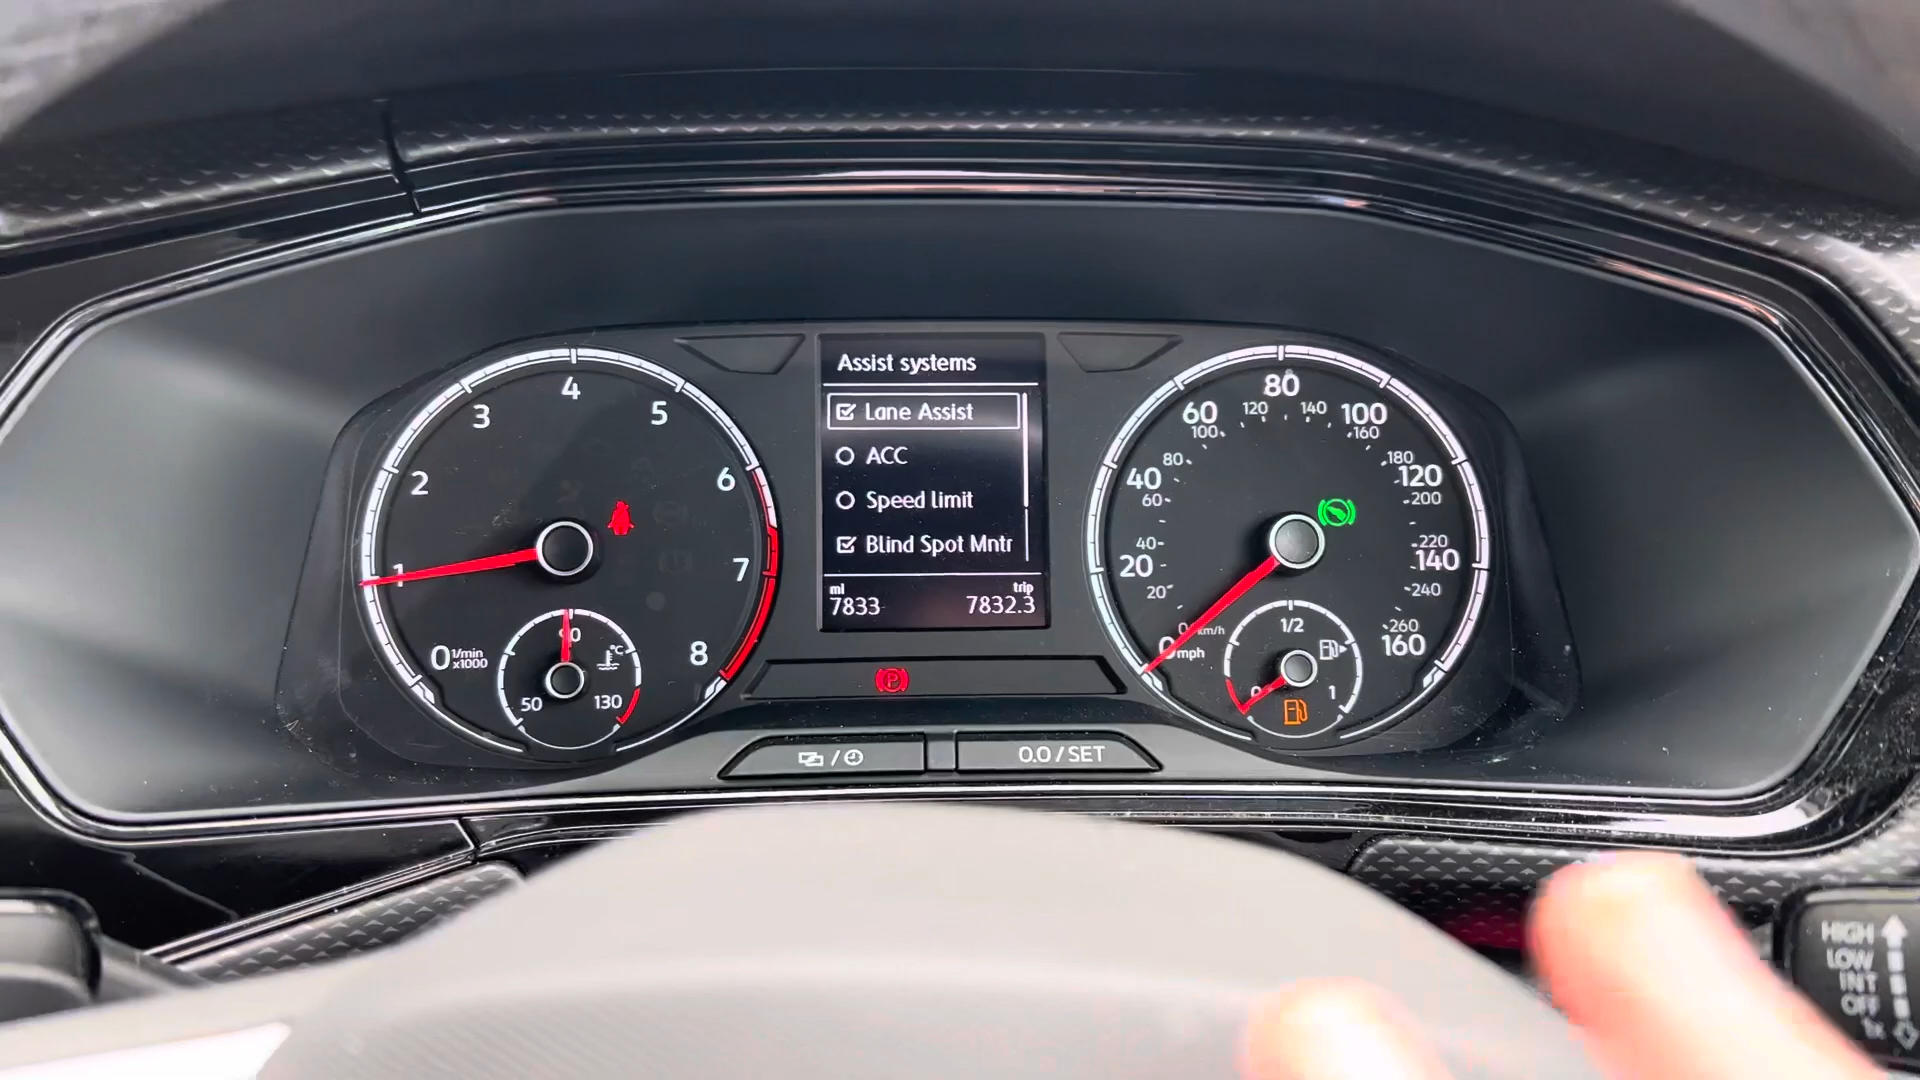 Assist systems
Lane Assist
ACC
Speed limit
Blind Spot Mntr
mi trip
7833 7832.3
0 1 2 3 4 5 6 7 8
1/min
x1000
50 90 130
°C
0 20 40 60 80 100 120 140 160
mph
0 20 40 60 80 100 120 140 160 180 200 220 240 260
km/h
0 1/2 1
P
0.0 / SET
HIGH
LOW
INT
OFF
1x